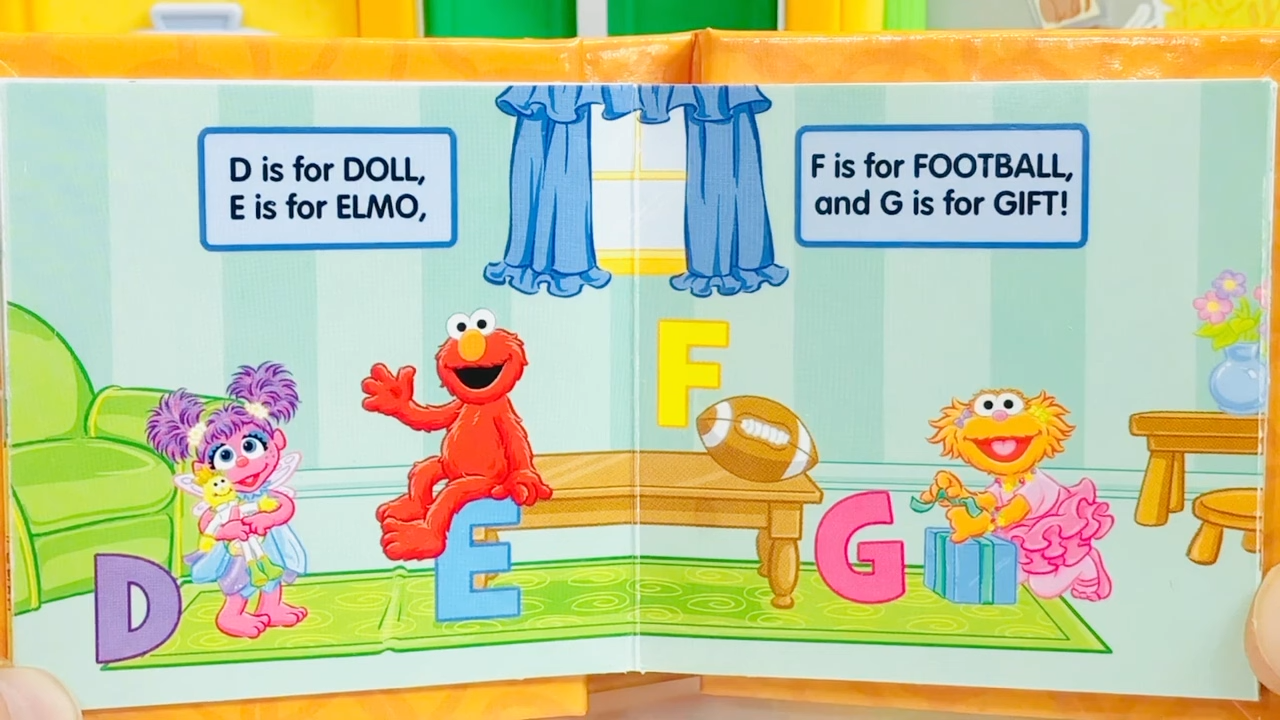 D is for DOLL,
E is for ELMO,
F is for FOOTBALL,
and G is for GIFT!
D
E
F
G